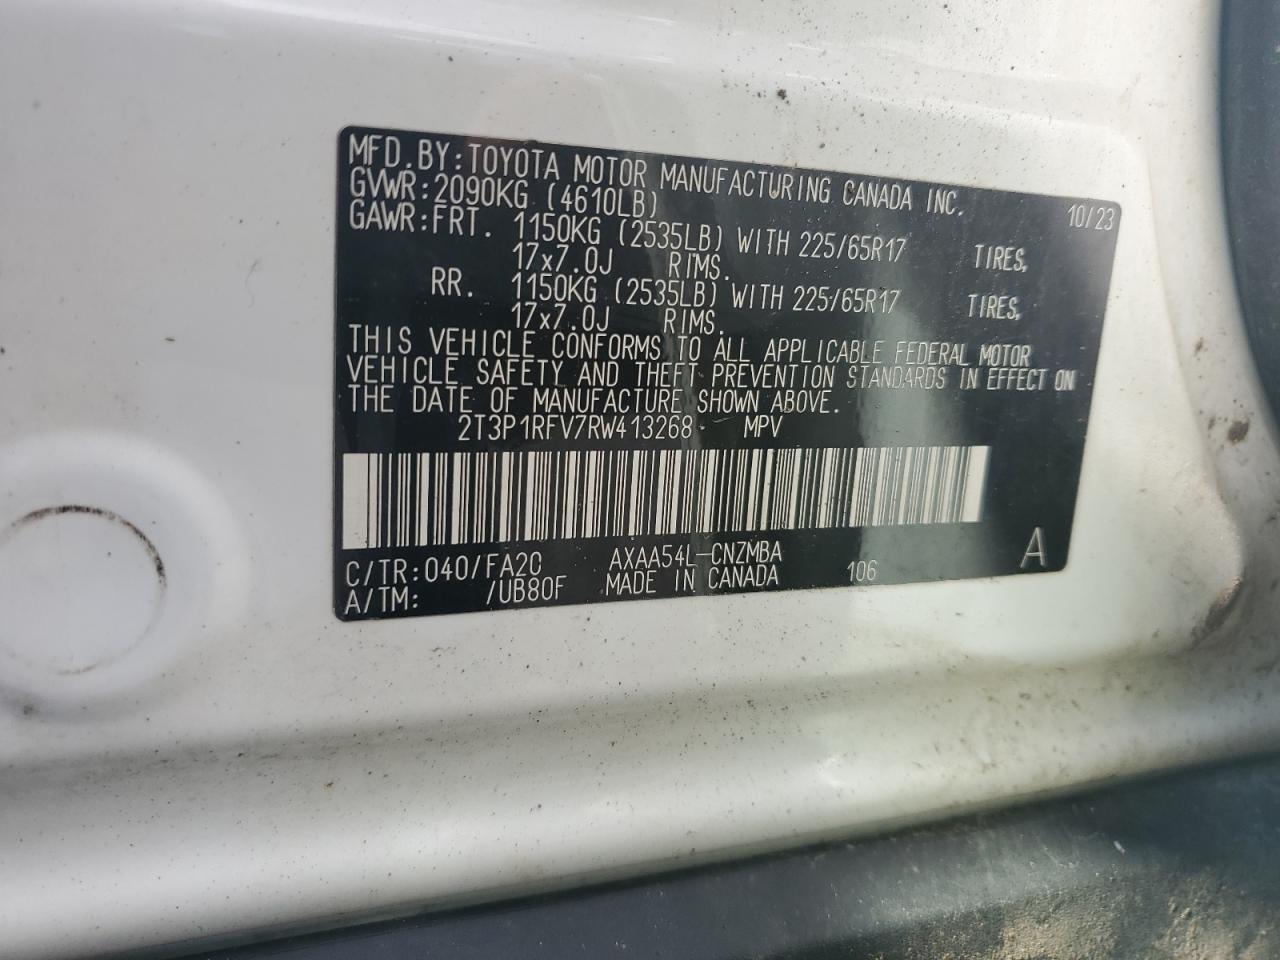 MFD.BY:TOYOTA MOTOR MANUFACTURING CANADA INC. 10/23
GVWR:2090KG (4610LB)
GAWR:FRT. 1150KG (2535LB) WITH 225/65R17 TIRES,
17x7.0J RIMS.
RR. 1150KG (2535LB) WITH 225/65R17 TIRES,
17x7.0J RIMS.
THIS VEHICLE CONFORMS TO ALL APPLICABLE FEDERAL MOTOR
VEHICLE SAFETY AND THEFT PREVENTION STANDARDS IN EFFECT ON
THE DATE OF MANUFACTURE SHOWN ABOVE.
2T3P1RFV7RW413268 MPV
C/TR:040/FA20 AXAA54L-CNZMBA 106 A
A/TM: /UB80F MADE IN CANADA